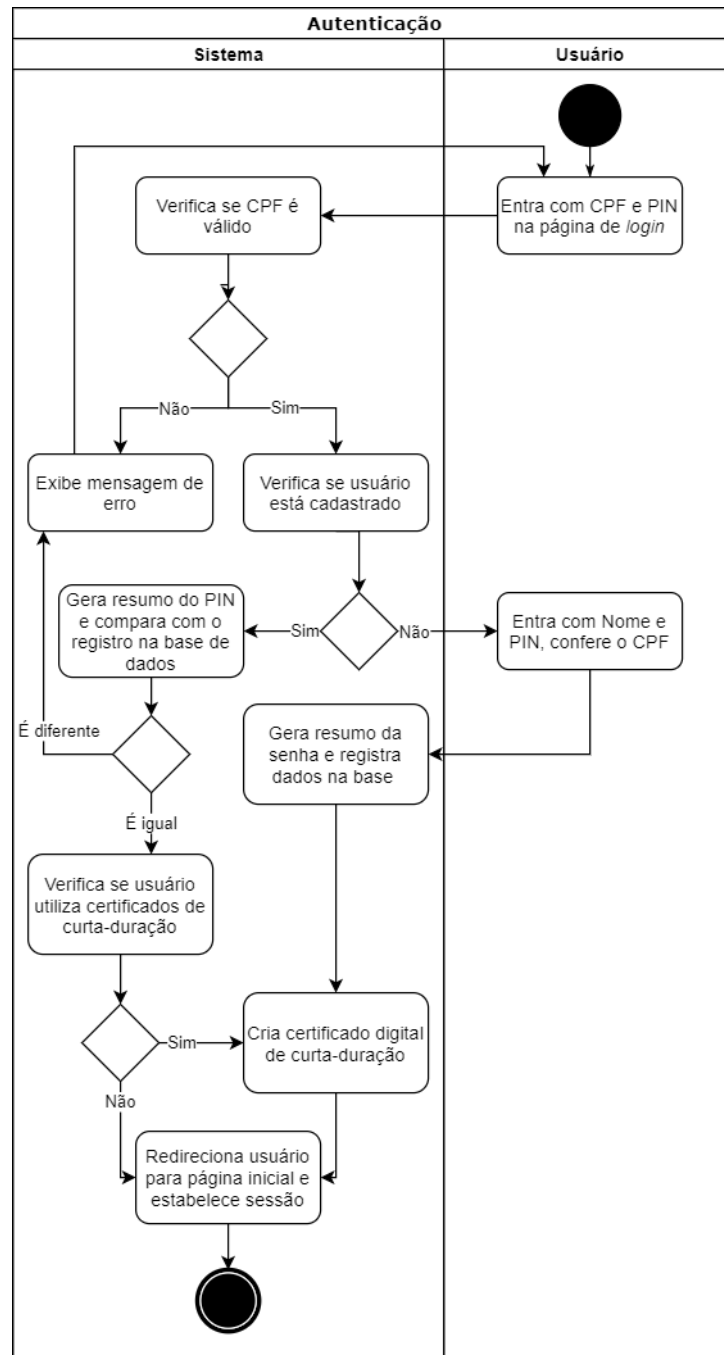 Autenticação
Sistema
Usuário
Verifica se CPF é
válido
Entra com CPF e PIN
na página de login
Não
Sim
Exibe mensagem de
erro
Verifica se usuário
está cadastrado
Gera resumo do PIN
e compara com o
registro na base de
dados
Sim
Não
Entra com Nome e
PIN, confere o CPF
É diferente
Gera resumo da
senha e registra
dados na base
É igual
Verifica se usuário
utiliza certificados de
curta-duração
Sim
Cria certificado digital
de curta-duração
Não
Redireciona usuário
para página inicial e
estabelece sessão